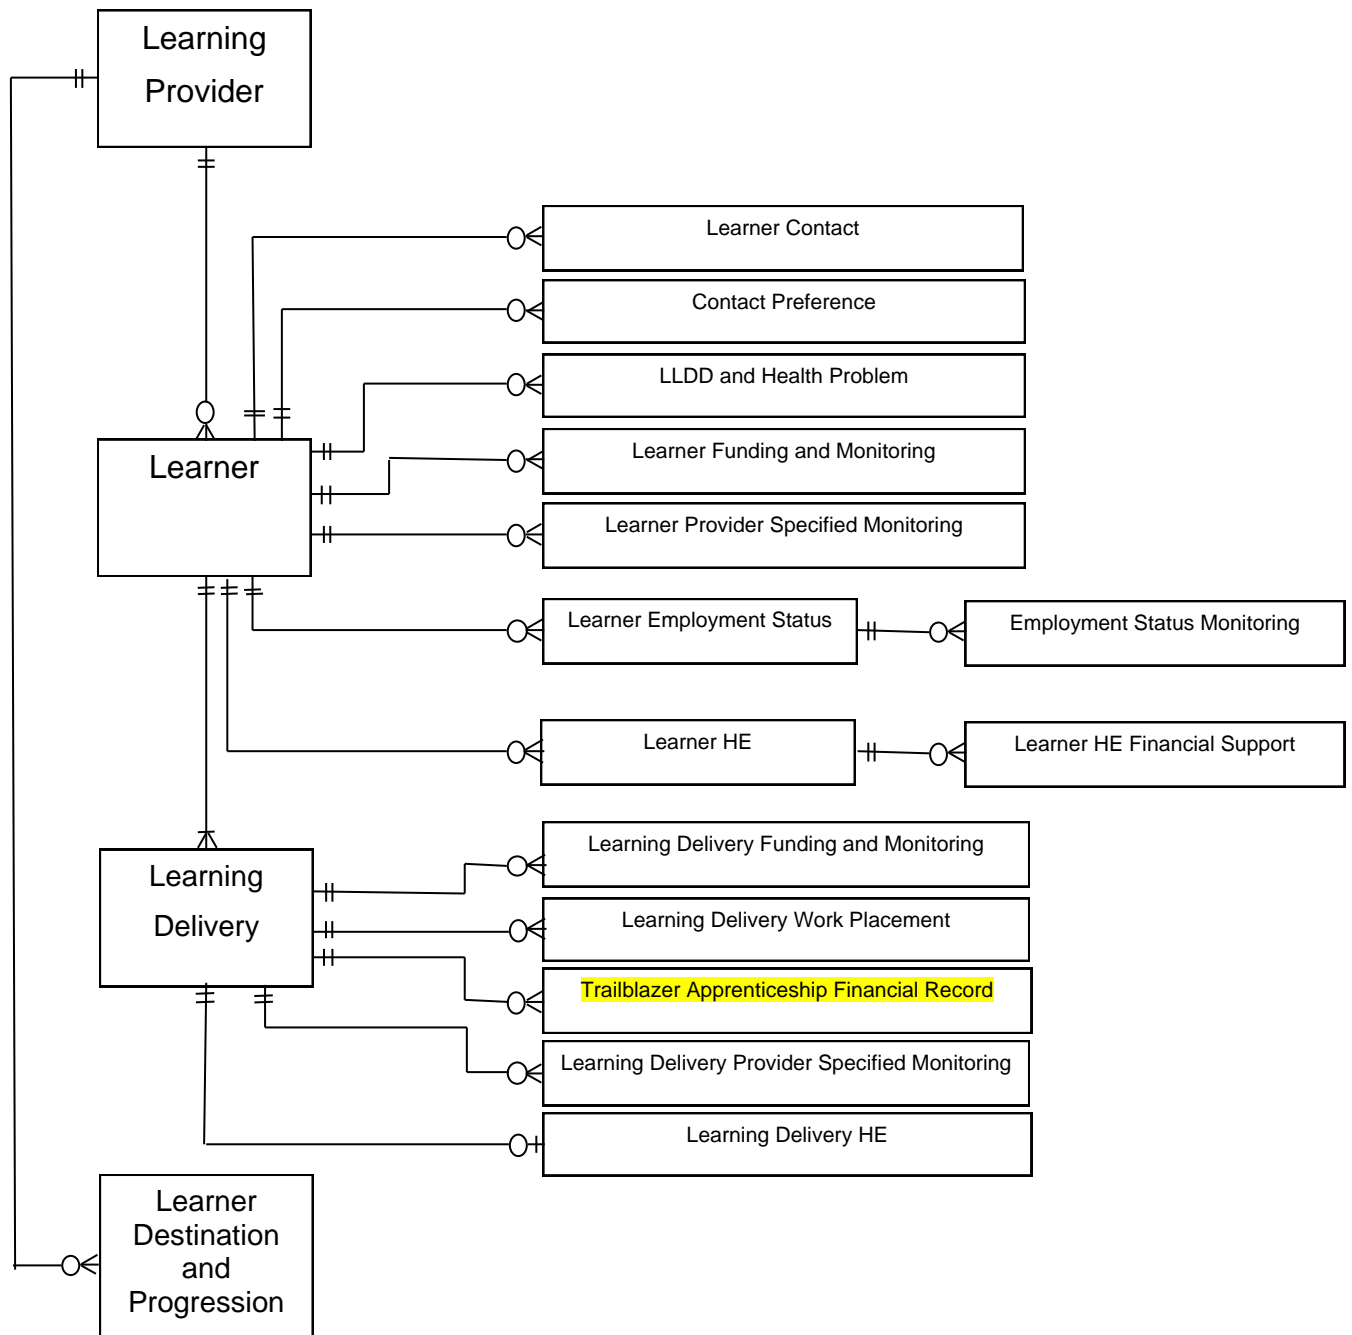 Learning
Provider
Learner Contact
Contact Preference
LLDD and Health Problem
Learner Funding and Monitoring
Learner
Learner Provider Specified Monitoring
Learner Employment Status
Employment Status Monitoring
Learner HE
Learner HE Financial Support
Learning Delivery Funding and Monitoring
Learning
Delivery
Learning Delivery Work Placement
Trailblazer Apprenticeship Financial Record
Learning Delivery Provider Specified Monitoring
Learning Delivery HE
Learner
Destination
and
Progression